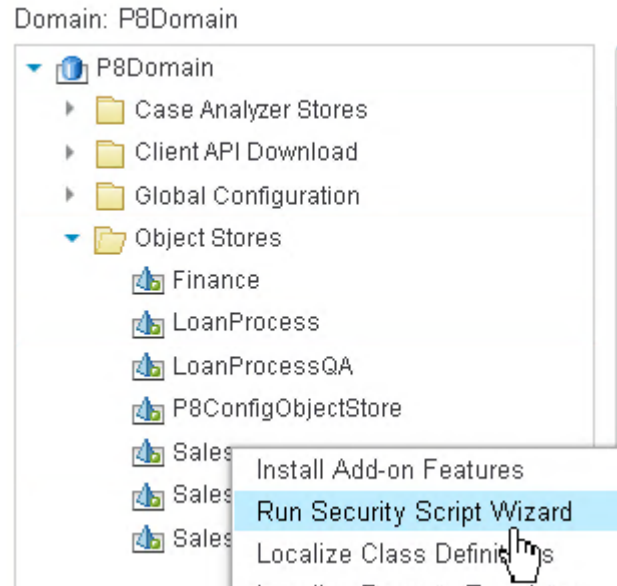 Domain: P8Domain
P8Domain
Case Analyzer Stores
Client API Download
Global Configuration
Object Stores
Finance
LoanProcess
LoanProcessQA
P8ConfigObjectStore
Sales
Install Add-on Features
Sales
Run Security Script Wizard
Sales
Localize Class